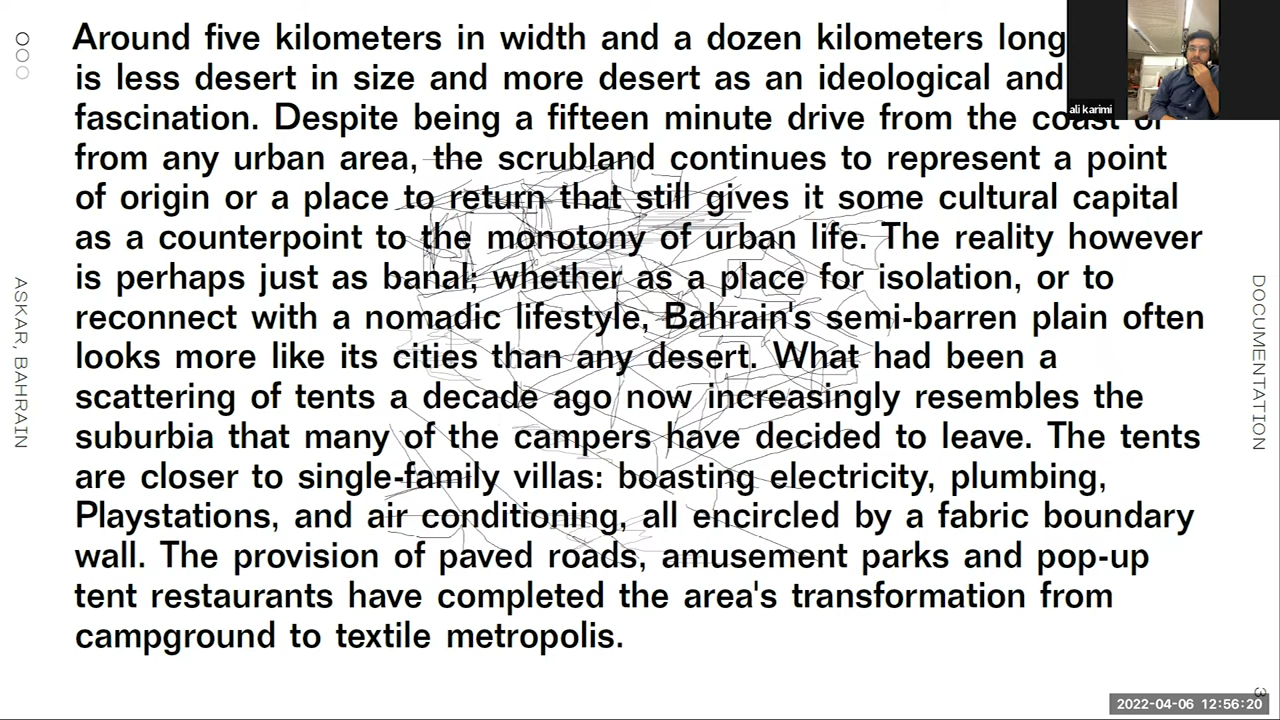 Around five kilometers in width and a dozen kilometers long
is less desert in size and more desert as an ideological and
fascination. Despite being a fifteen minute drive from the coast or
from any urban area, the scrubland continues to represent a point
of origin or a place to return that still gives it some cultural capital
as a counterpoint to the monotony of urban life. The reality however
is perhaps just as banal; whether as a place for isolation, or to
reconnect with a nomadic lifestyle, Bahrain's semi-barren plain often
looks more like its cities than any desert. What had been a
scattering of tents a decade ago now increasingly resembles the
suburbia that many of the campers have decided to leave. The tents
are closer to single-family villas: boasting electricity, plumbing,
Playstations, and air conditioning, all encircled by a fabric boundary
wall. The provision of paved roads, amusement parks and pop-up
tent restaurants have completed the area's transformation from
campground to textile metropolis.
ASKAR, BAHRAIN
DOCUMENTATION
ali karimi
2022-04-06 12:56:20